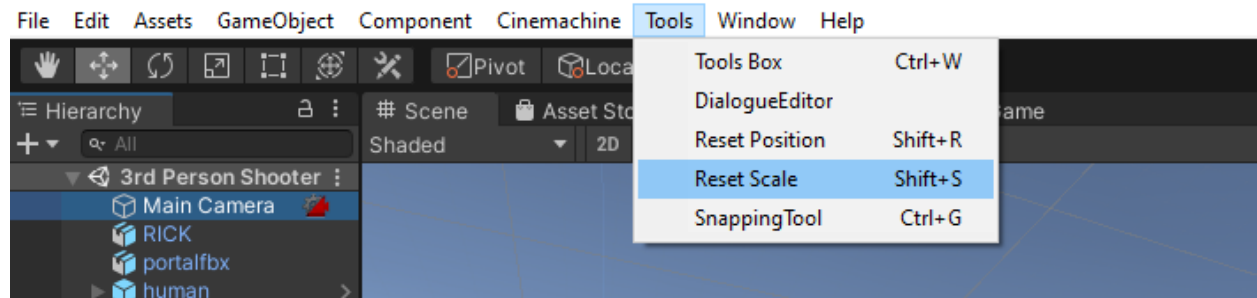 File Edit Assets GameObject Component Cinemachine Tools Window Help
Pivot Loca
Tools Box Ctrl+W
DialogueEditor
Reset Position Shift+R
Reset Scale Shift+S
SnappingTool Ctrl+G
Hierarchy # Scene Asset Sto ame
All Shaded 2D
3rd Person Shooter
Main Camera
RICK
portalfbx
human